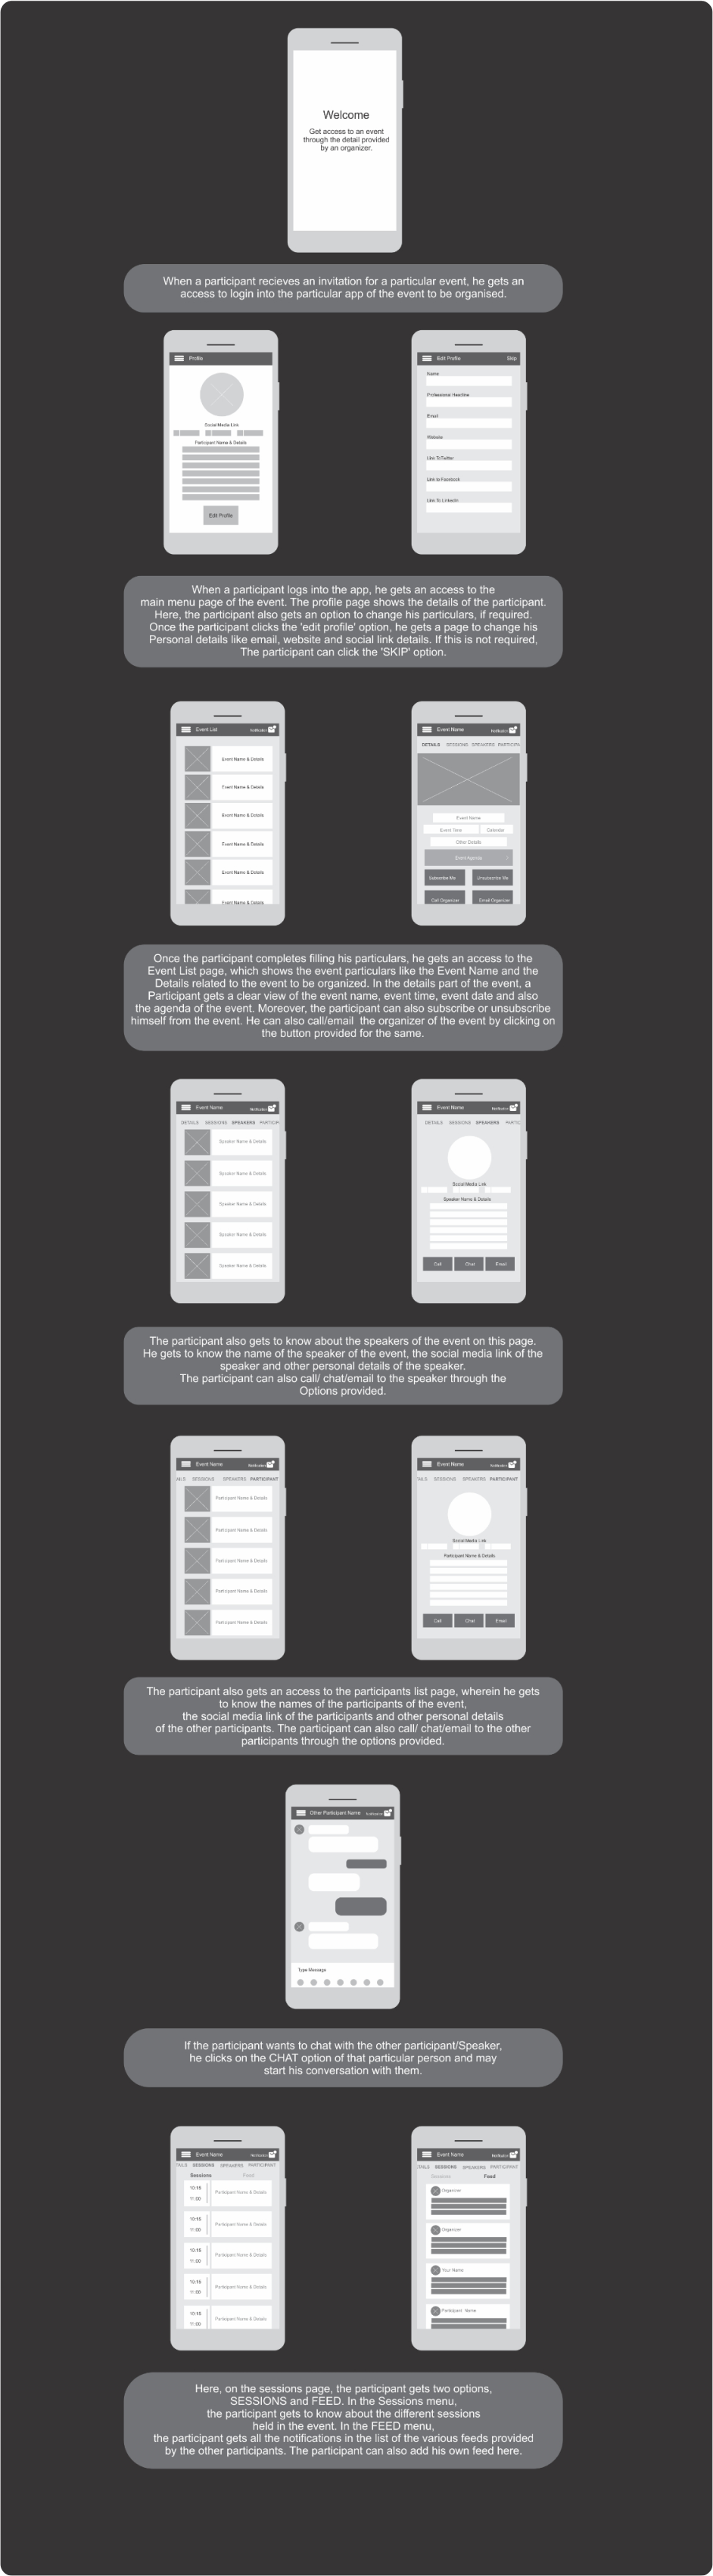 Welcome
Get access to an event
through the detail provided
by an organizer.
When a participant recieves an invitation for a particular event, he gets an
access to login into the particular app of the event to be organised.
Profile
Social Media Link
Participant Name & Details
Edit Profile
Edit Profile Skip
Name
Professional Headline
Email
Website
Link To Twitter
Link to Facebook
Link To Linkedin
When a participant logs into the app, he gets an access to the
main menu page of the event. The profile page shows the details of the participant.
Here, the participant also gets an option to change his particulars, if required.
Once the participant clicks the 'edit profile' option, he gets a page to change his
Personal details like email, website and social link details. If this is not required,
The participant can click the 'SKIP' option.
Event List Notification
Event Name & Details
Event Name & Details
Event Name & Details
Event Name & Details
Event Name & Details
Event Name & Details
Event Name Notification
DETAILS SESSIONS SPEAKERS PARTICIPA
Event Name
Event Time Calendar
Other Details
Event Agenda
Subscribe Me Unsubscribe Me
Call Organizer Email Organizer
Once the participant completes filling his particulars, he gets an access to the
Event List page, which shows the event particulars like the Event Name and the
Details related to the event to be organized. In the details part of the event, a
Participant gets a clear view of the event name, event time, event date and also
the agenda of the event. Moreover, the participant can also subscribe or unsubscribe
himself from the event. He can also call/email the organizer of the event by clicking on
the button provided for the same.
Event Name Notification
DETAILS SESSIONS SPEAKERS PARTICIP
Speaker Name & Details
Speaker Name & Details
Speaker Name & Details
Speaker Name & Details
Speaker Name & Details
Event Name Notification
DETAILS SESSIONS SPEAKERS PARTIC
Social Media Link
Speaker Name & Details
Call Chat Email
The participant also gets to know about the speakers of the event on this page.
He gets to know the name of the speaker of the event, the social media link of the
speaker and other personal details of the speaker.
The participant can also call/ chat/email to the speaker through the
Options provided.
Event Name Notification
AILS SESSIONS SPEAKERS PARTICIPANT
Participant Name & Details
Participant Name & Details
Participant Name & Details
Participant Name & Details
Participant Name & Details
Event Name Notification
AILS SESSIONS SPEAKERS PARTICIPANT
Social Media Link
Participant Name & Details
Call Chat Email
The participant also gets an access to the participants list page, wherein he gets
to know the names of the participants of the event,
the social media link of the participants and other personal details
of the other participants. The participant can also call/ chat/email to the other
participants through the options provided.
Other Participant Name Notification
Type Message
If the participant wants to chat with the other participant/Speaker,
he clicks on the CHAT option of that particular person and may
start his conversation with them.
Event Name Notification
TAILS SESSIONS SPEAKERS PARTICIPANT
Sessions Feed
10:15
11:00
Participant Name & Details
10:15
11:00
Participant Name & Details
10:15
11:00
Participant Name & Details
10:15
11:00
Participant Name & Details
10:15
11:00
Participant Name & Details
Event Name Notification
TAILS SESSIONS SPEAKERS PARTICIPANT
Sessions Feed
Organizer
Organizer
Your Name
Participant Name
Here, on the sessions page, the participant gets two options,
SESSIONS and FEED. In the Sessions menu,
the participant gets to know about the different sessions
held in the event. In the FEED menu,
the participant gets all the notifications in the list of the various feeds provided
by the other participants. The participant can also add his own feed here.